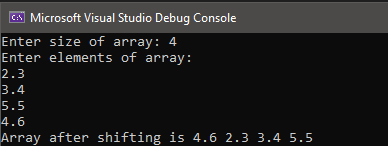 Microsoft Visual Studio Debug Console
Enter size of array: 4
Enter elements of array:
2.3
3.4
5.5
4.6
Array after shifting is 4.6 2.3 3.4 5.5